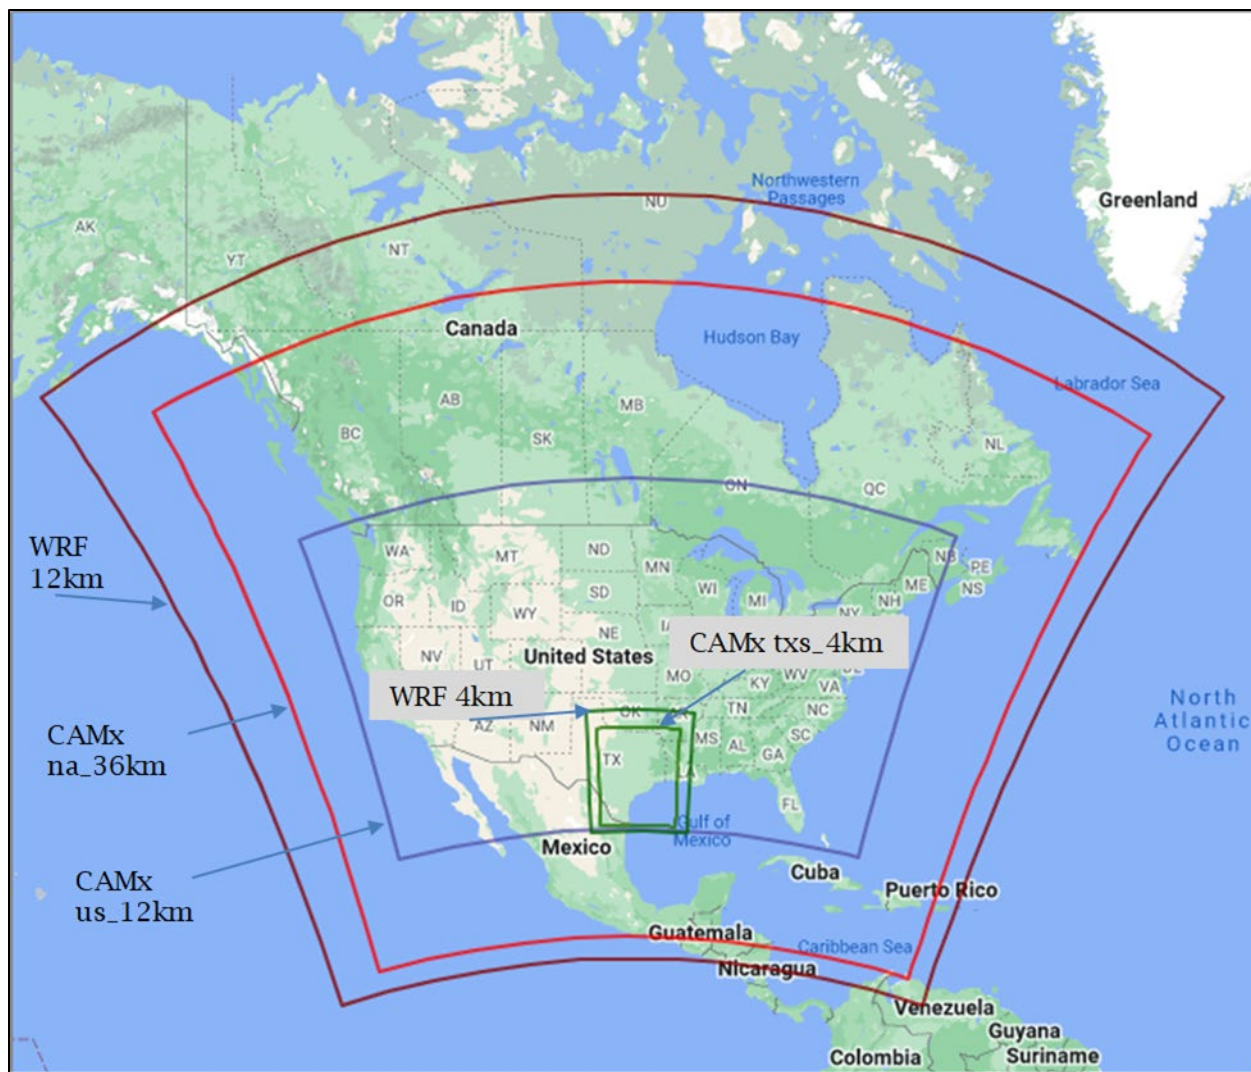 Northwestern
Passages
Greenland
NU
AK
NT
YT
Canada
Hudson Bay
Labrador Sea
AB
MB
BC
SK
NL
ON
QC
WRF
12km
WA
MT
ND
MN
NB
PE
NS
OR
ID
SD
WI
MI
ME
NH
WY
NY
NE
IA
CAMx txs_4km
United States
NV
UT
MO
KY
WV
VA
WRF 4km
OK
AR
TN
NC
North
Atlantic
Ocean
AZ
NM
MS
AL
SC
GA
CAMx
na_36km
TX
LA
FL
Gulf of
Mexico
Mexico
Cuba
Puerto Rico
CAMx
us_12km
Guatemala
Caribbean Sea
Nicaragua
Venezuela
Guyana
Suriname
Colombia